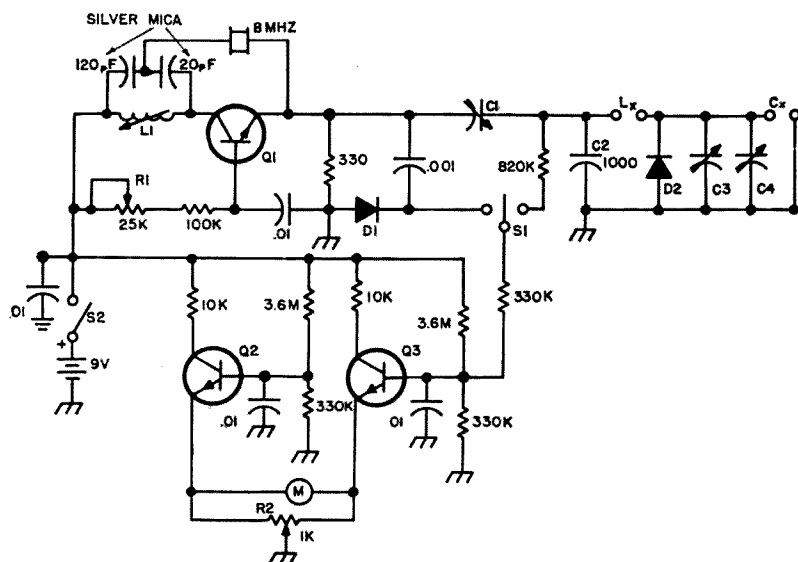 SILVER MICA
8 MHZ
120pF
20pF
L1
Q1
C1
Lx
Cx
R1
25K
100K
.01
330
D1
.001
820K
S1
C2
1000
D2
C3
C4
.01
S2
+
9V
10K
3.6M
10K
3.6M
330K
Q2
Q3
.01
330K
.01
330K
M
R2
1K